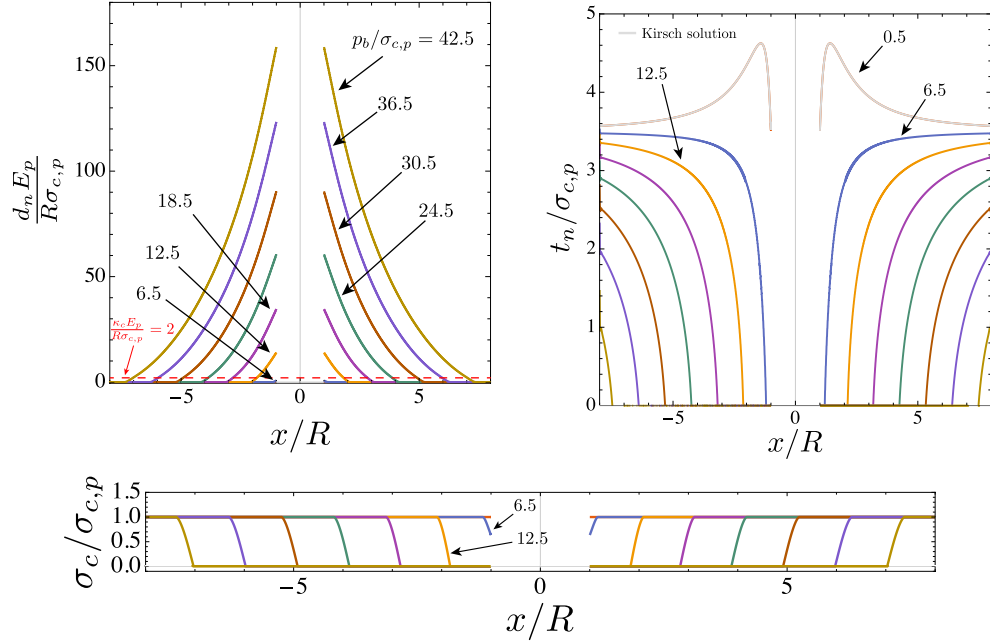 150
100
50
0
d_n E_p / Rσ_{c,p}
p_b/σ_{c,p} = 42.5
36.5
30.5
24.5
18.5
12.5
6.5
κ_c E_p / Rσ_{c,p} = 2
−5 0 5
x/R
5
4
3
2
1
0
t_n/σ_{c,p}
Kirsch solution
0.5
12.5
6.5
−5 0 5
x/R
1.5
1.0
0.5
0.0
σ_c/σ_{c,p}
6.5
12.5
−5 0 5
x/R